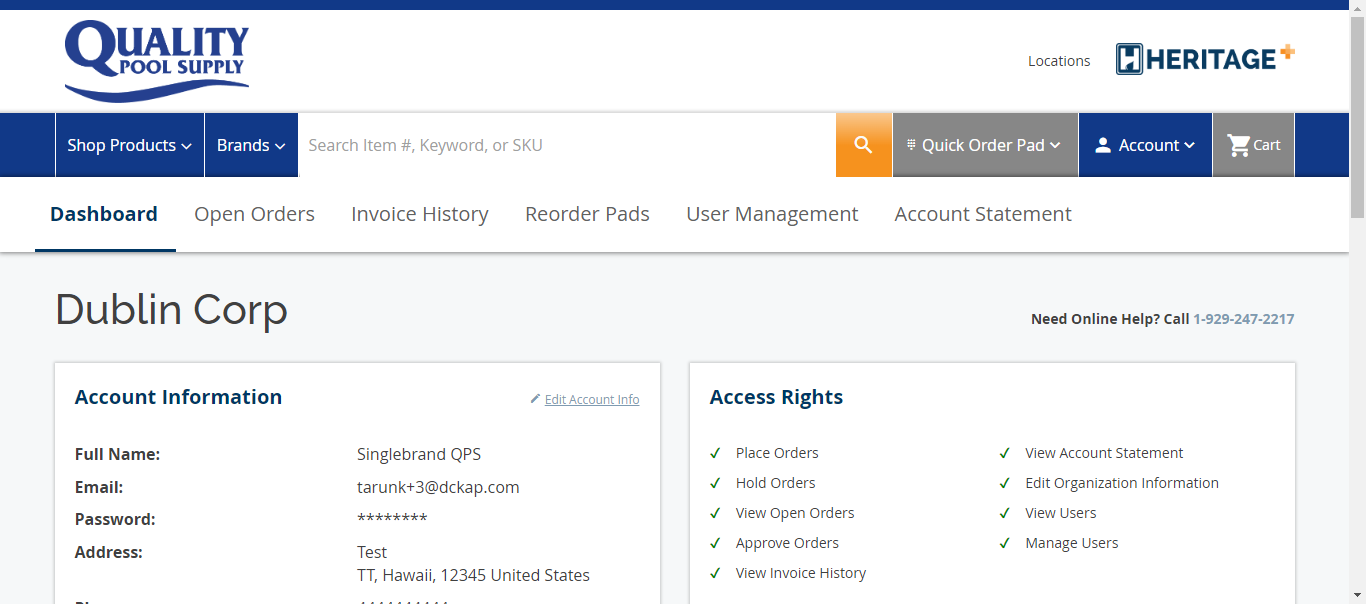 QUALITY
POOL SUPPLY
Locations
HERITAGE+
Shop Products
Brands
Search Item #, Keyword, or SKU
Quick Order Pad
Account
Cart
Dashboard
Open Orders
Invoice History
Reorder Pads
User Management
Account Statement
Dublin Corp
Need Online Help? Call 1-929-247-2217
Account Information
Edit Account Info
Full Name: Singlebrand QPS
Email: tarunk+3@dckap.com
Password: ********
Address: Test
TT, Hawaii, 12345 United States
Access Rights
Place Orders
Hold Orders
View Open Orders
Approve Orders
View Invoice History
View Account Statement
Edit Organization Information
View Users
Manage Users